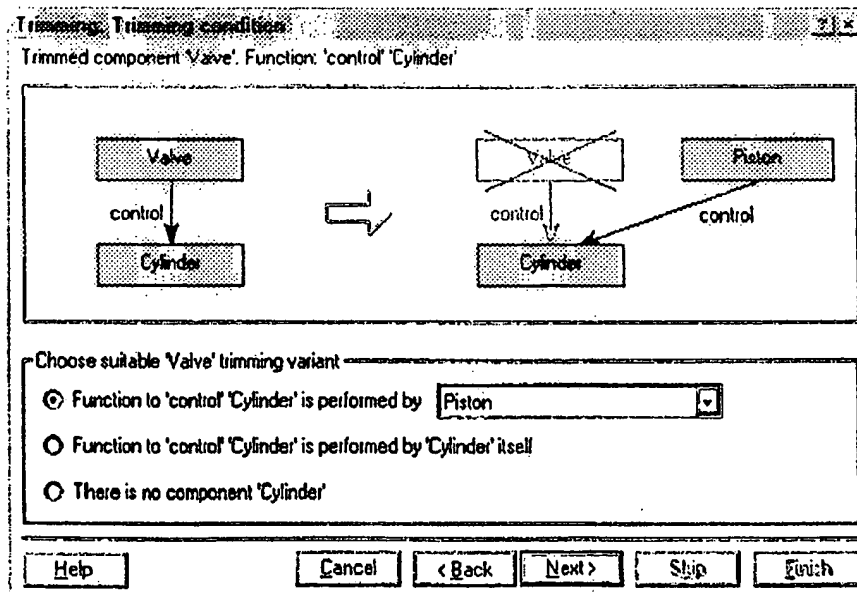 Trimming: Trimming condition
Trimmed component 'Valve'. Function: 'control' 'Cylinder'
Valve
control
Cylinder
Valve
Piston
control
control
Cylinder
Choose suitable 'Valve' trimming variant
Function to 'control' 'Cylinder' is performed by Piston
Function to 'control' 'Cylinder' is performed by 'Cylinder' itself
There is no component 'Cylinder'
Help
Cancel
< Back
Next >
Skip
Finish